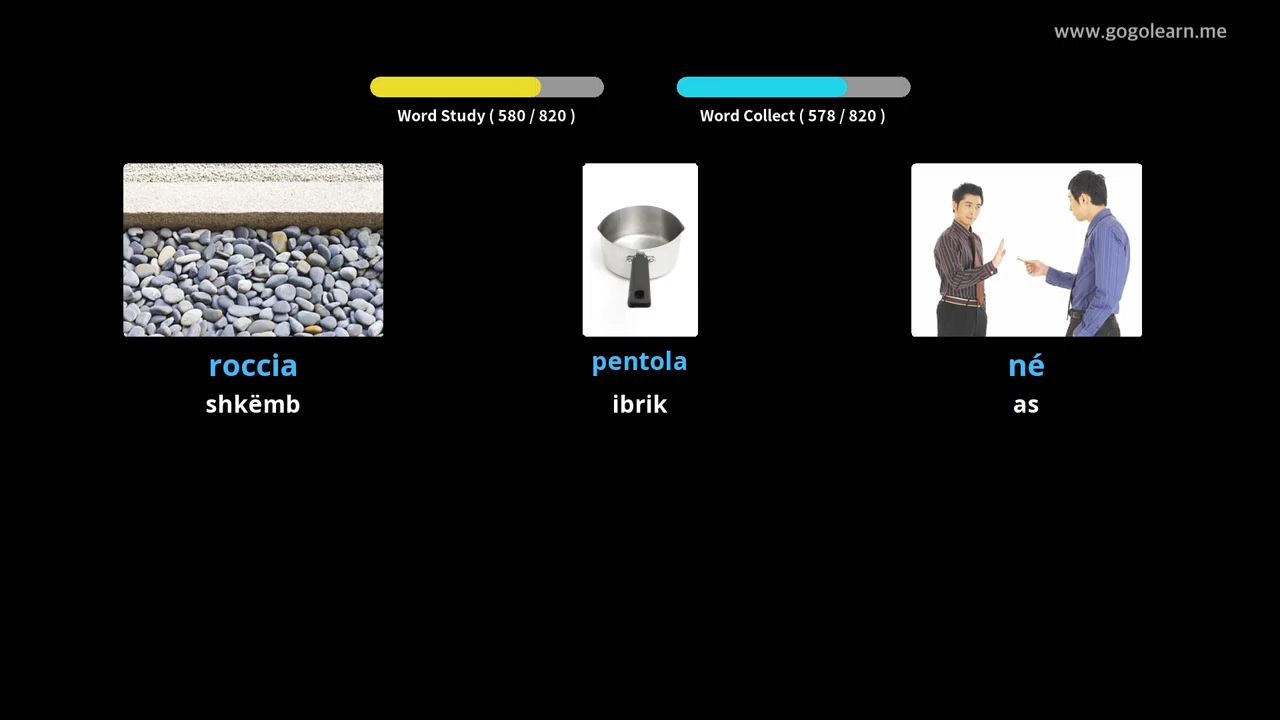 www.gogolearn.me
Word Study ( 580 / 820 )
Word Collect ( 578 / 820 )
roccia
shkëmb
pentola
ibrik
né
as